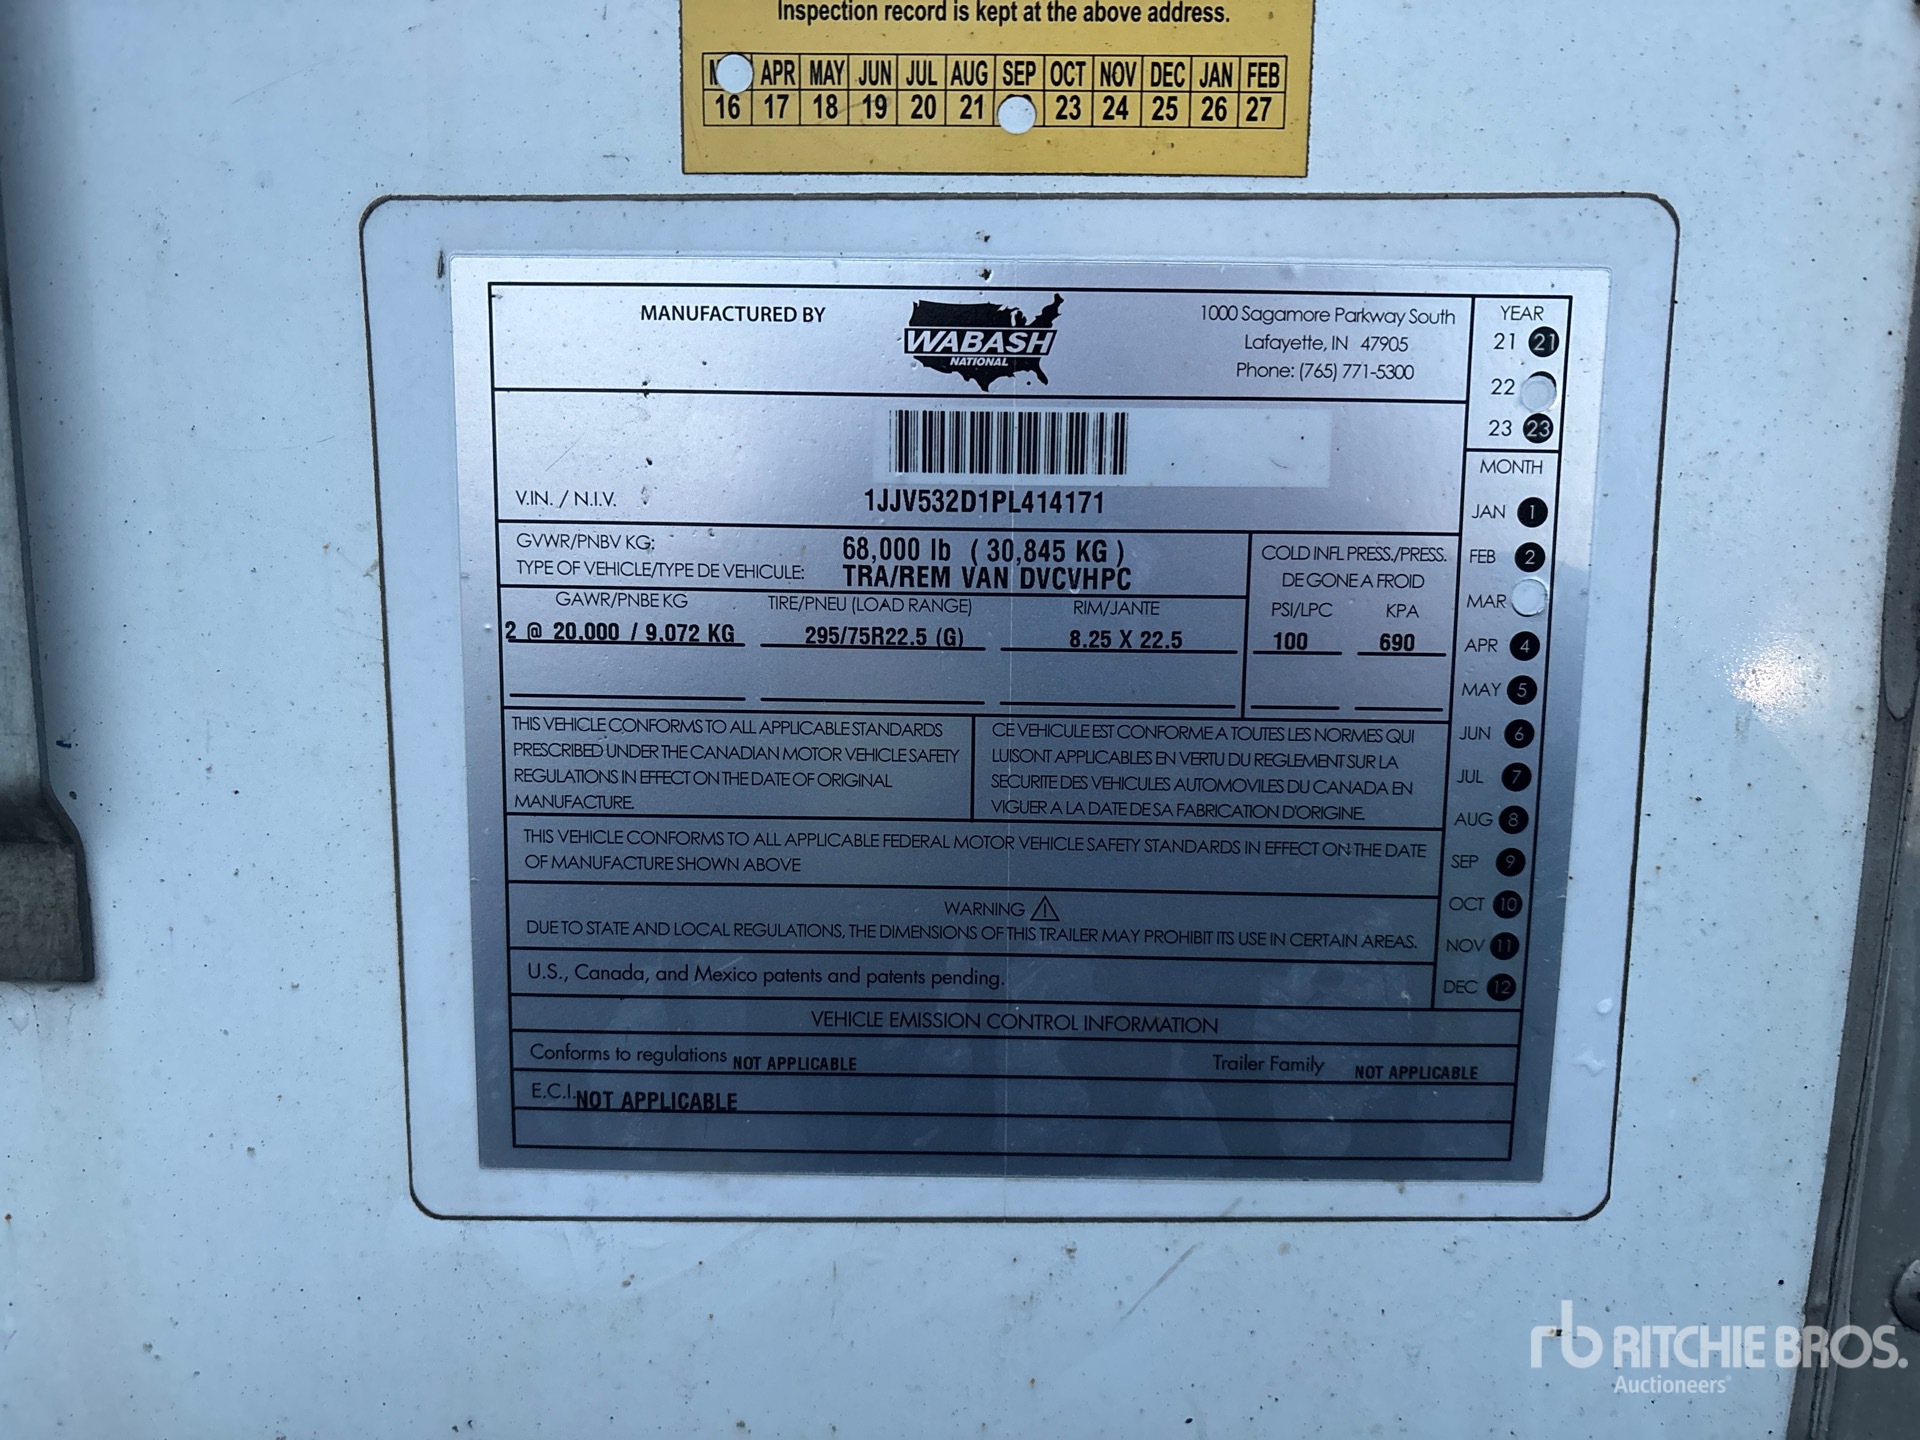 Inspection record is kept at the above address.
APR MAY JUN JUL AUG SEP OCT NOV DEC JAN FEB
16 17 18 19 20 21 23 24 25 26 27
MANUFACTURED BY
WABASH
NATIONAL
1000 Sagamore Parkway South
Lafayette, IN 47905
Phone: (765) 771-5300
YEAR
21 21
22
23 23
V.IN. / N.I.V.
1JJV532D1PL414171
GVWR/PNBV KG: 68,000 lb ( 30,845 KG )
TYPE OF VEHICLE/TYPE DE VEHICULE: TRA/REM VAN DVCVHPC
COLD INFL PRESS./PRESS.
DE GONE A FROID
GAWR/PNBE KG TIRE/PNEU (LOAD RANGE) RIM/JANTE PSI/LPC KPA
2 @ 20,000 / 9,072 KG 295/75R22.5 (G) 8.25 X 22.5 100 690
THIS VEHICLE CONFORMS TO ALL APPLICABLE STANDARDS
PRESCRIBED UNDER THE CANADIAN MOTOR VEHICLE SAFETY
REGULATIONS IN EFFECT ON THE DATE OF ORIGINAL
MANUFACTURE.
CE VEHICULE EST CONFORME A TOUTES LES NORMES QUI
LUI SONT APPLICABLES EN VERTU DU REGLEMENT SUR LA
SECURITE DES VEHICULES AUTOMOVILES DU CANADA EN
VIGUER A LA DATE DE SA FABRICATION D'ORIGINE.
THIS VEHICLE CONFORMS TO ALL APPLICABLE FEDERAL MOTOR VEHICLE SAFETY STANDARDS IN EFFECT ON THE DATE
OF MANUFACTURE SHOWN ABOVE
WARNING
DUE TO STATE AND LOCAL REGULATIONS, THE DIMENSIONS OF THIS TRAILER MAY PROHIBIT ITS USE IN CERTAIN AREAS.
U.S., Canada, and Mexico patents and patents pending.
MONTH
JAN 1
FEB 2
MAR
APR 4
MAY 5
JUN 6
JUL 7
AUG 8
SEP 9
OCT 10
NOV 11
DEC 12
VEHICLE EMISSION CONTROL INFORMATION
Conforms to regulations NOT APPLICABLE Trailer Family NOT APPLICABLE
E.C.I. NOT APPLICABLE
rb RITCHIE BROS.
Auctioneers